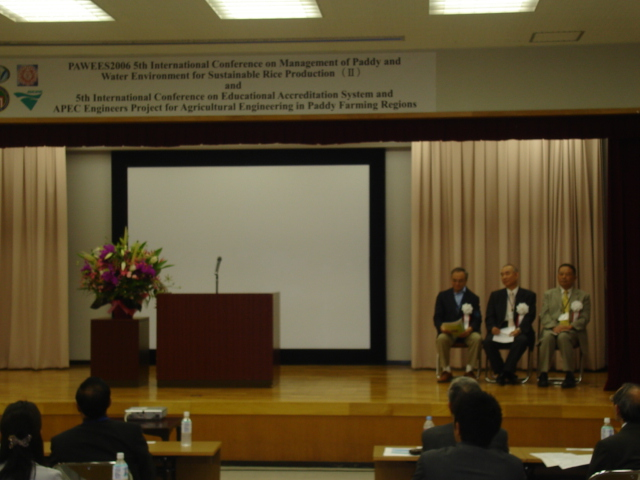 PAWEES2006 5th International Conference on Management of Paddy and
Water Environment for Sustainable Rice Production (II)
and
5th International Conference on Educational Accreditation System and
APEC Engineers Project for Agricultural Engineering in Paddy Farming Regions